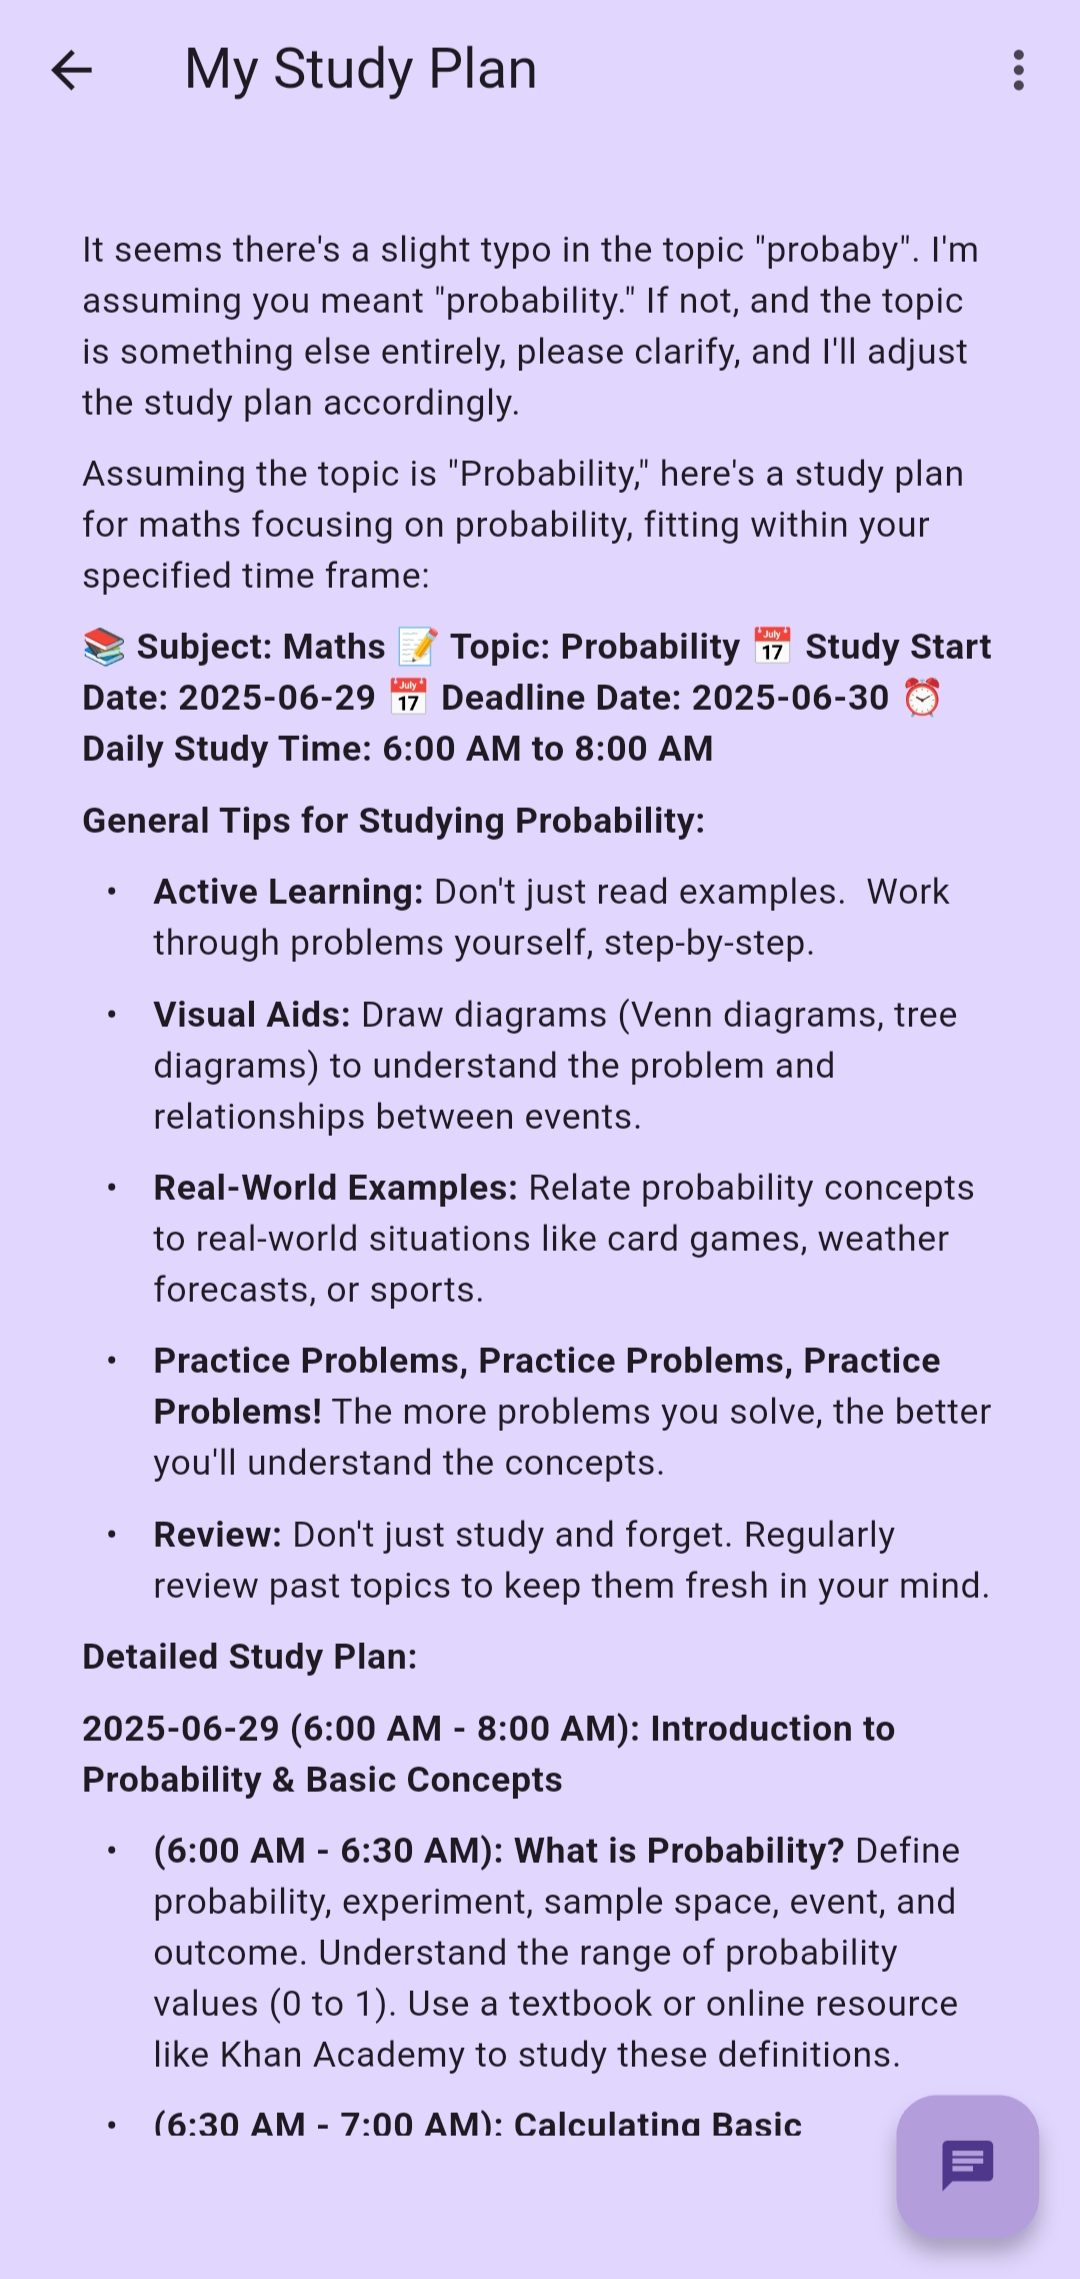 My Study Plan
It seems there's a slight typo in the topic "probaby". I'm
assuming you meant "probability." If not, and the topic
is something else entirely, please clarify, and I'll adjust
the study plan accordingly.
Assuming the topic is "Probability," here's a study plan
for maths focusing on probability, fitting within your
specified time frame:
📚 Subject: Maths 📝 Topic: Probability 📅 Study Start
Date: 2025-06-29 📅 Deadline Date: 2025-06-30 ⏰
Daily Study Time: 6:00 AM to 8:00 AM
General Tips for Studying Probability:
• Active Learning: Don't just read examples.  Work
through problems yourself, step-by-step.
• Visual Aids: Draw diagrams (Venn diagrams, tree
diagrams) to understand the problem and
relationships between events.
• Real-World Examples: Relate probability concepts
to real-world situations like card games, weather
forecasts, or sports.
• Practice Problems, Practice Problems, Practice
Problems! The more problems you solve, the better
you'll understand the concepts.
• Review: Don't just study and forget. Regularly
review past topics to keep them fresh in your mind.
Detailed Study Plan:
2025-06-29 (6:00 AM - 8:00 AM): Introduction to
Probability & Basic Concepts
• (6:00 AM - 6:30 AM): What is Probability? Define
probability, experiment, sample space, event, and
outcome. Understand the range of probability
values (0 to 1). Use a textbook or online resource
like Khan Academy to study these definitions.
• (6:30 AM - 7:00 AM): Calculating Basic